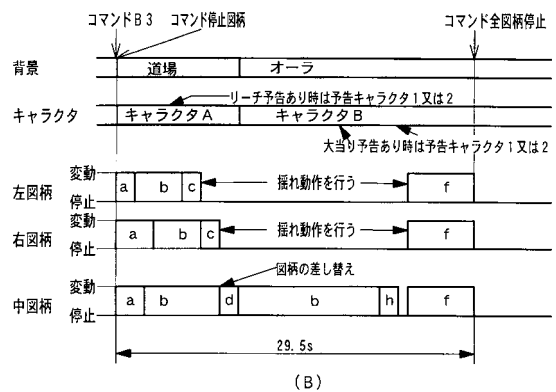 コマンドB3 コマンド停止図柄 コマンド全図柄停止
背景 道場 オーラ
リーチ予告あり時は予告キャラクタ1又は2
キャラクタ キャラクタA キャラクタB
大当り予告あり時は予告キャラクタ1又は2
左図柄 変動 停止 a b c 揺れ動作を行う f
右図柄 変動 停止 a b c 揺れ動作を行う f
図柄の差し替え
中図柄 変動 停止 a b d b h f
29.5s
(B)